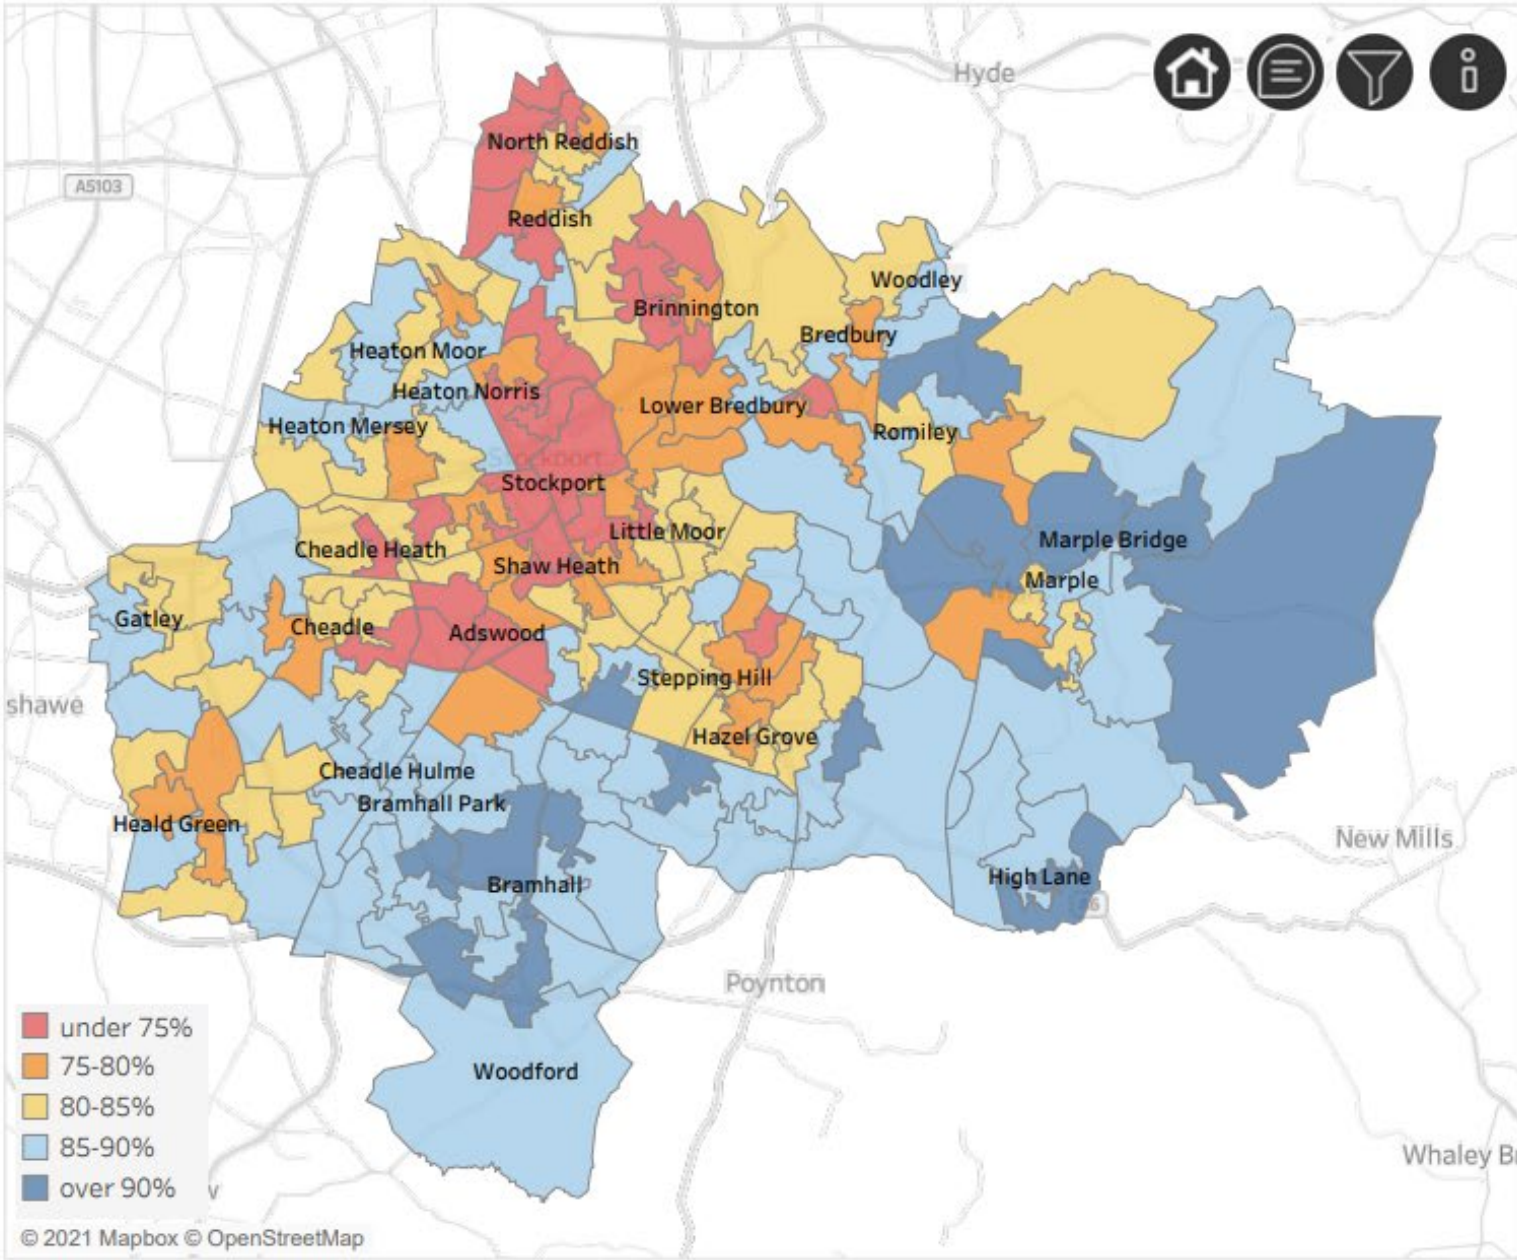 Hyde
North Reddish
A5103
Reddish
Woodley
Brinnington
Bredbury
Heaton Moor
Heaton Norris
Lower Bredbury
Heaton Mersey
Romiley
Stockport
Stockport
Little Moor
Marple Bridge
Cheadle Heath
Shaw Heath
Marple
Gatley
Cheadle
Adswood
Stepping Hill
shawe
Hazel Grove
Cheadle Hulme
Bramhall Park
Heald Green
New Mills
High Lane
Bramhall
A6
Poynton
under 75%
Woodford
75-80%
80-85%
85-90%
Whaley B
over 90%
w
© 2021 Mapbox © OpenStreetMap